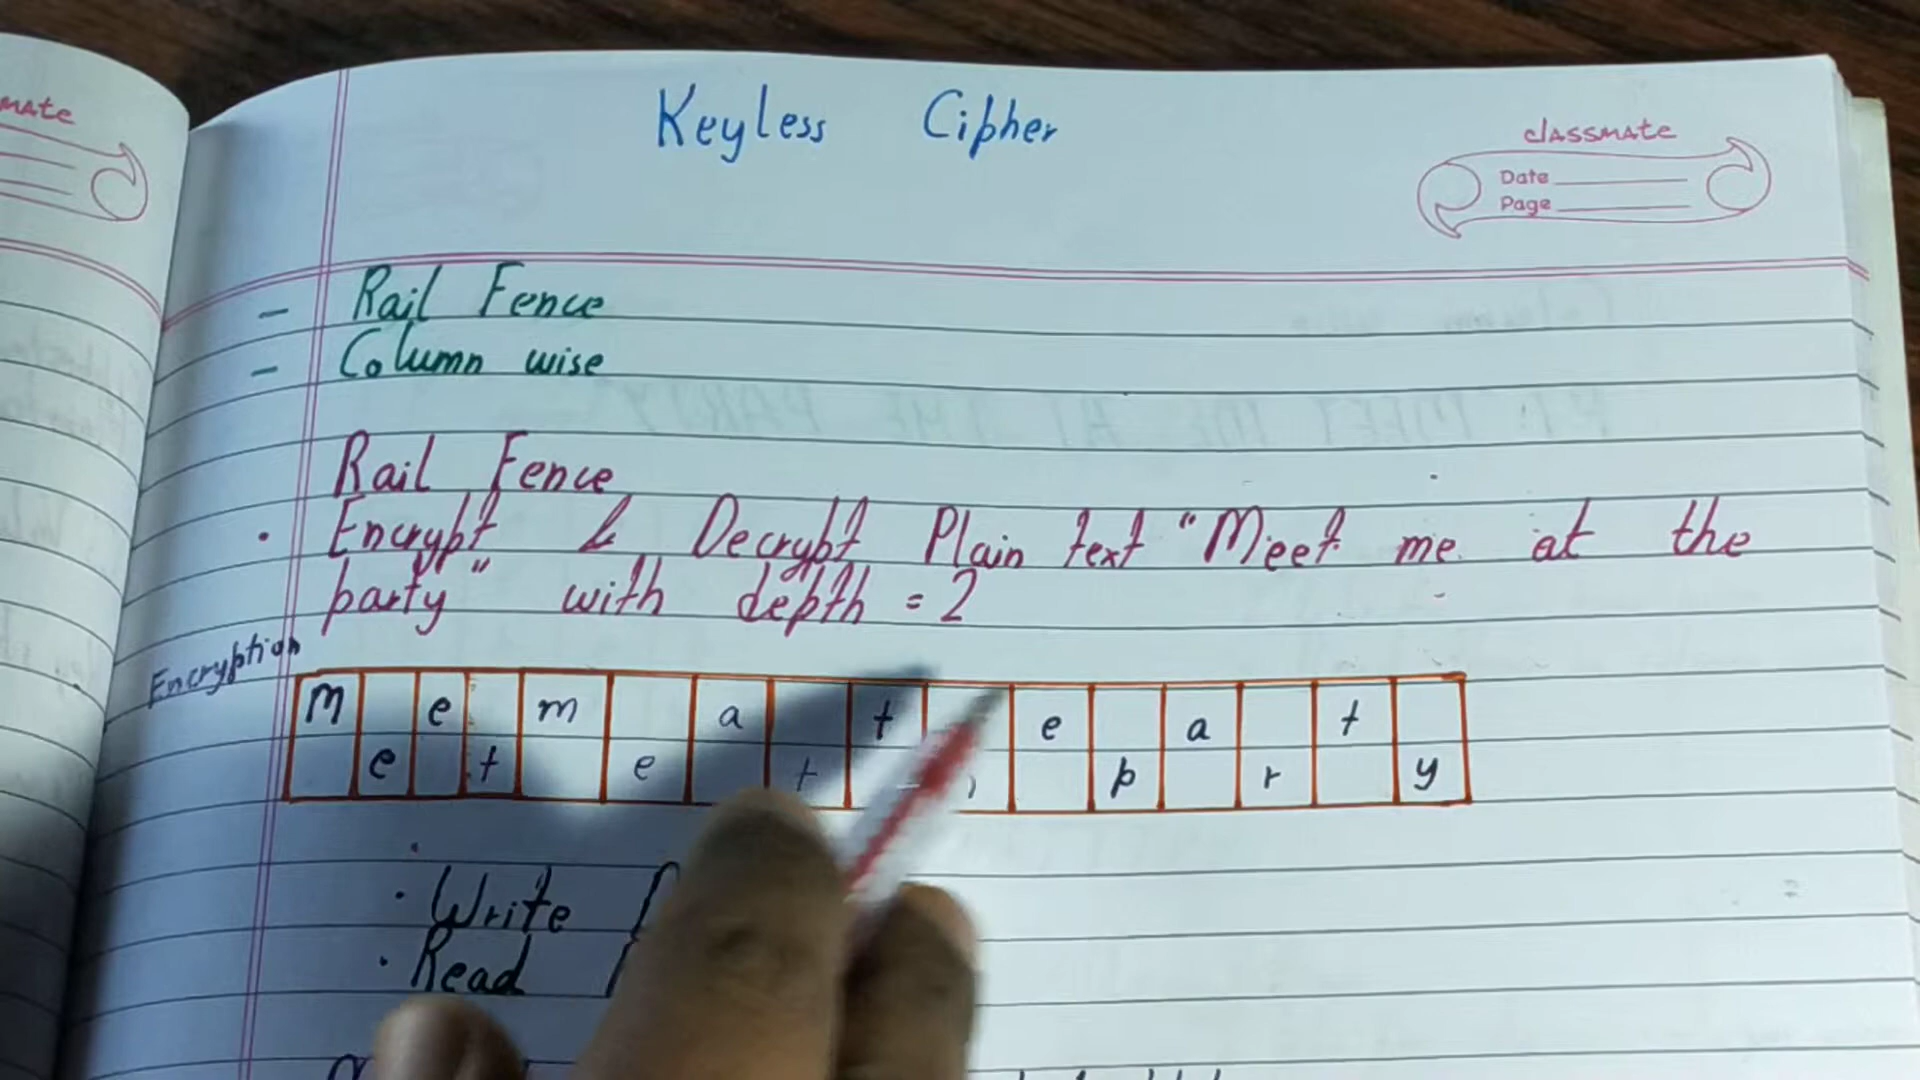 mate
Keyless Cipher
classmate
Date
Page
- Rail Fence
- Column wise
Rail Fence
. Encrypt & Decrypt Plain text "Meet me at the
party" with depth = 2
Encryption
M e m a t e a t
e t e t p r y
. Write
. Read